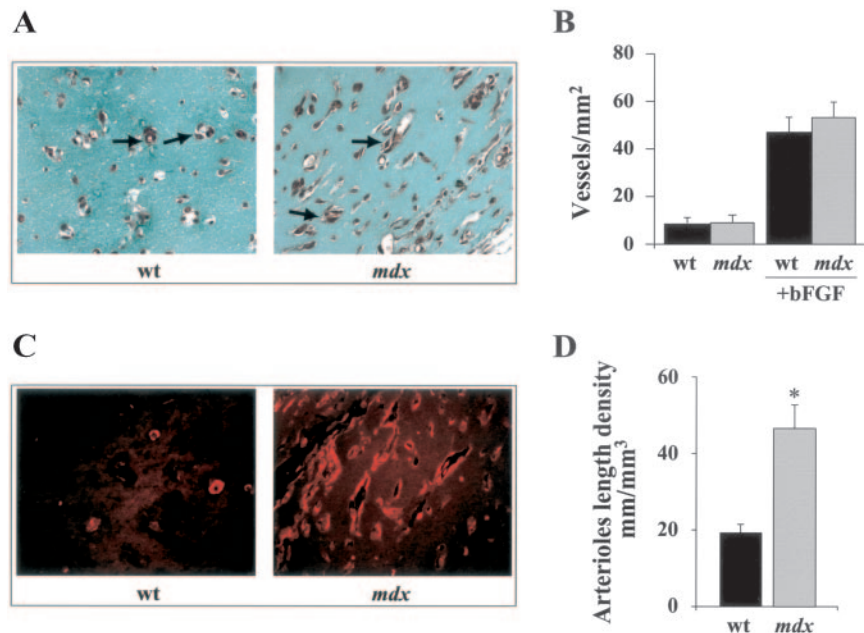 A
wt
mdx
B
Vessels/mm²
80
60
40
20
0
wt mdx wt mdx
+bFGF
C
wt
mdx
D
Arterioles length density
mm/mm³
60
40
20
0
*
wt mdx